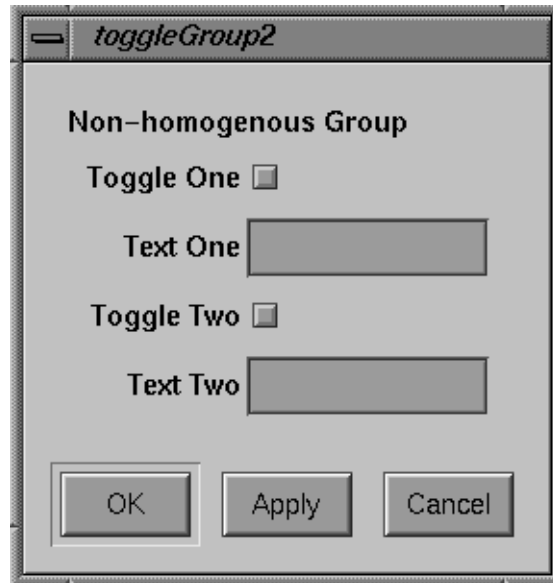 toggleGroup2
Non-homogenous Group
Toggle One
Text One
Toggle Two
Text Two
OK Apply Cancel